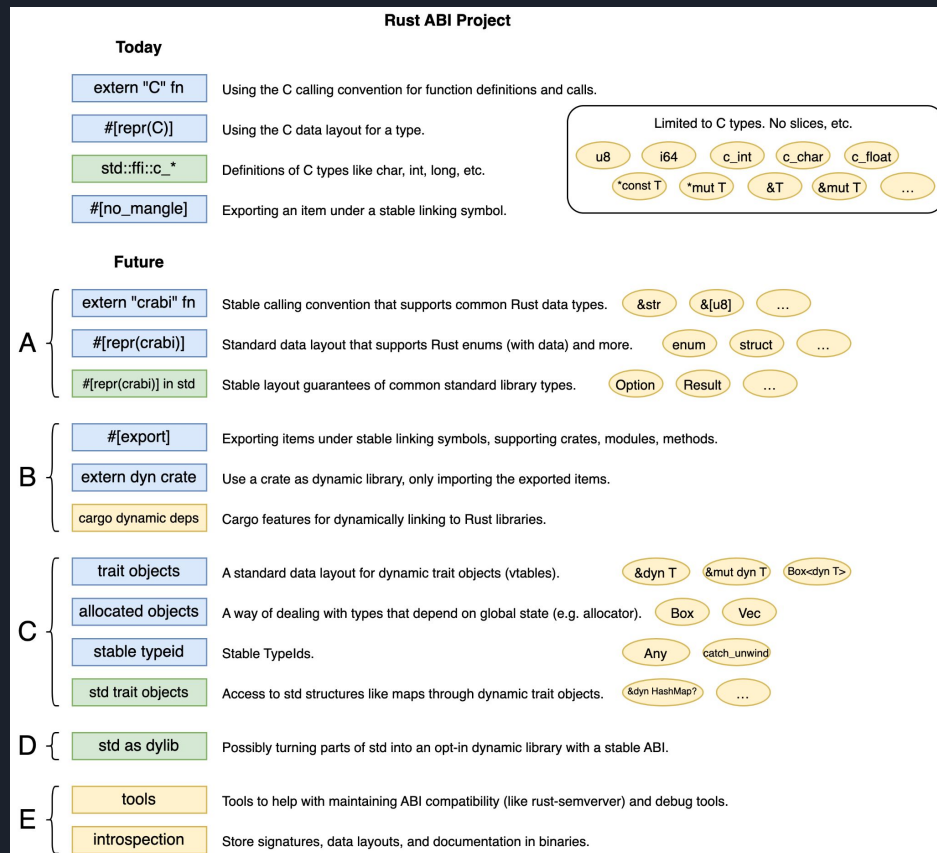 Rust ABI Project
Today
extern "C" fn
Using the C calling convention for function definitions and calls.
#[repr(C)]
Using the C data layout for a type.
std::ffi::c_*
Definitions of C types like char, int, long, etc.
#[no_mangle]
Exporting an item under a stable linking symbol.
Limited to C types. No slices, etc.
u8 i64 c_int c_char c_float
*const T *mut T &T &mut T ...
Future
A
extern "crabi" fn
Stable calling convention that supports common Rust data types.
&str &[u8] ...
#[repr(crabi)]
Standard data layout that supports Rust enums (with data) and more.
enum struct ...
#[repr(crabi)] in std
Stable layout guarantees of common standard library types.
Option Result ...
B
#[export]
Exporting items under stable linking symbols, supporting crates, modules, methods.
extern dyn crate
Use a crate as dynamic library, only importing the exported items.
cargo dynamic deps
Cargo features for dynamically linking to Rust libraries.
C
trait objects
A standard data layout for dynamic trait objects (vtables).
&dyn T &mut dyn T Box<dyn T>
allocated objects
A way of dealing with types that depend on global state (e.g. allocator).
Box Vec
stable typeid
Stable TypeIds.
Any catch_unwind
std trait objects
Access to std structures like maps through dynamic trait objects.
&dyn HashMap? ...
D
std as dylib
Possibly turning parts of std into an opt-in dynamic library with a stable ABI.
E
tools
Tools to help with maintaining ABI compatibility (like rust-semverver) and debug tools.
introspection
Store signatures, data layouts, and documentation in binaries.